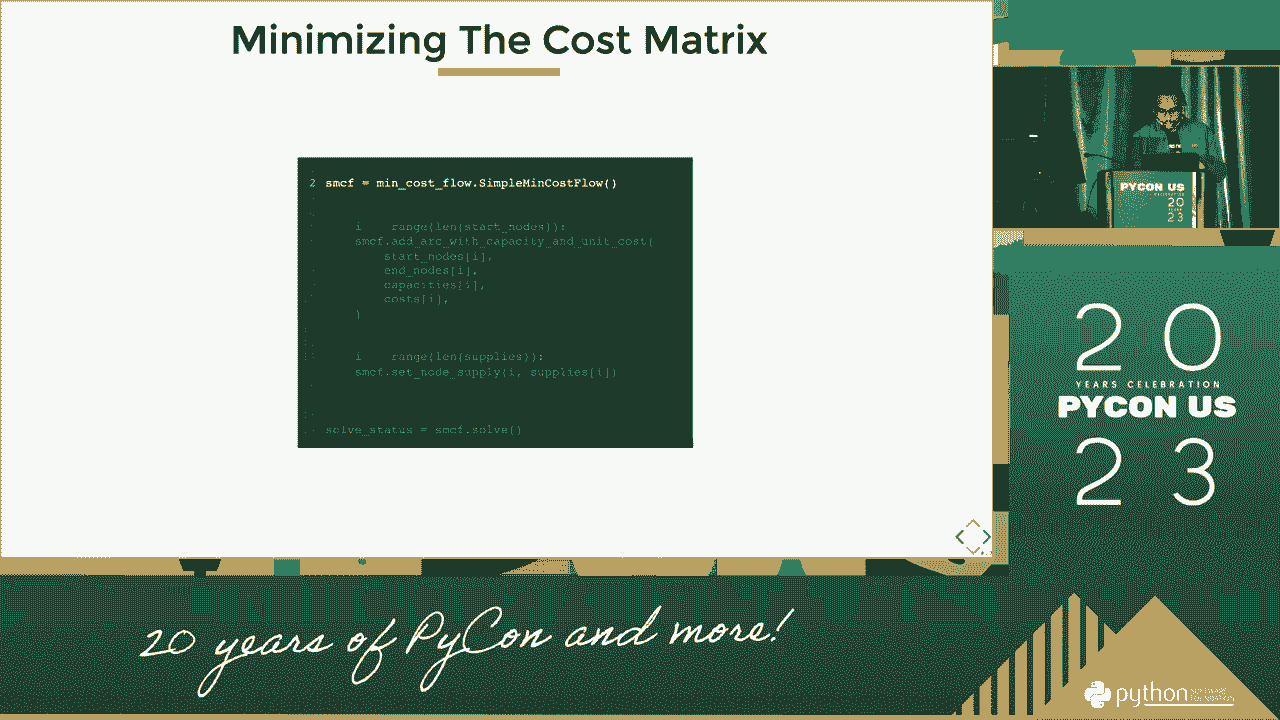 Minimizing The Cost Matrix
2 smcf = min_cost_flow.SimpleMinCostFlow()
i range(len(start_nodes)):
smcf.add_arc_with_capacity_and_unit_cost(
start_nodes[i],
end_nodes[i],
capacities[i],
costs[i],
)
i range(len(supplies)):
smcf.set_node_supply(i, supplies[i])
solve_status = smcf.solve()
PYCON US
20
23
20
YEARS CELEBRATION
PYCON US
23
20 years of PyCon and more!
python
SOFTWARE
FOUNDATION